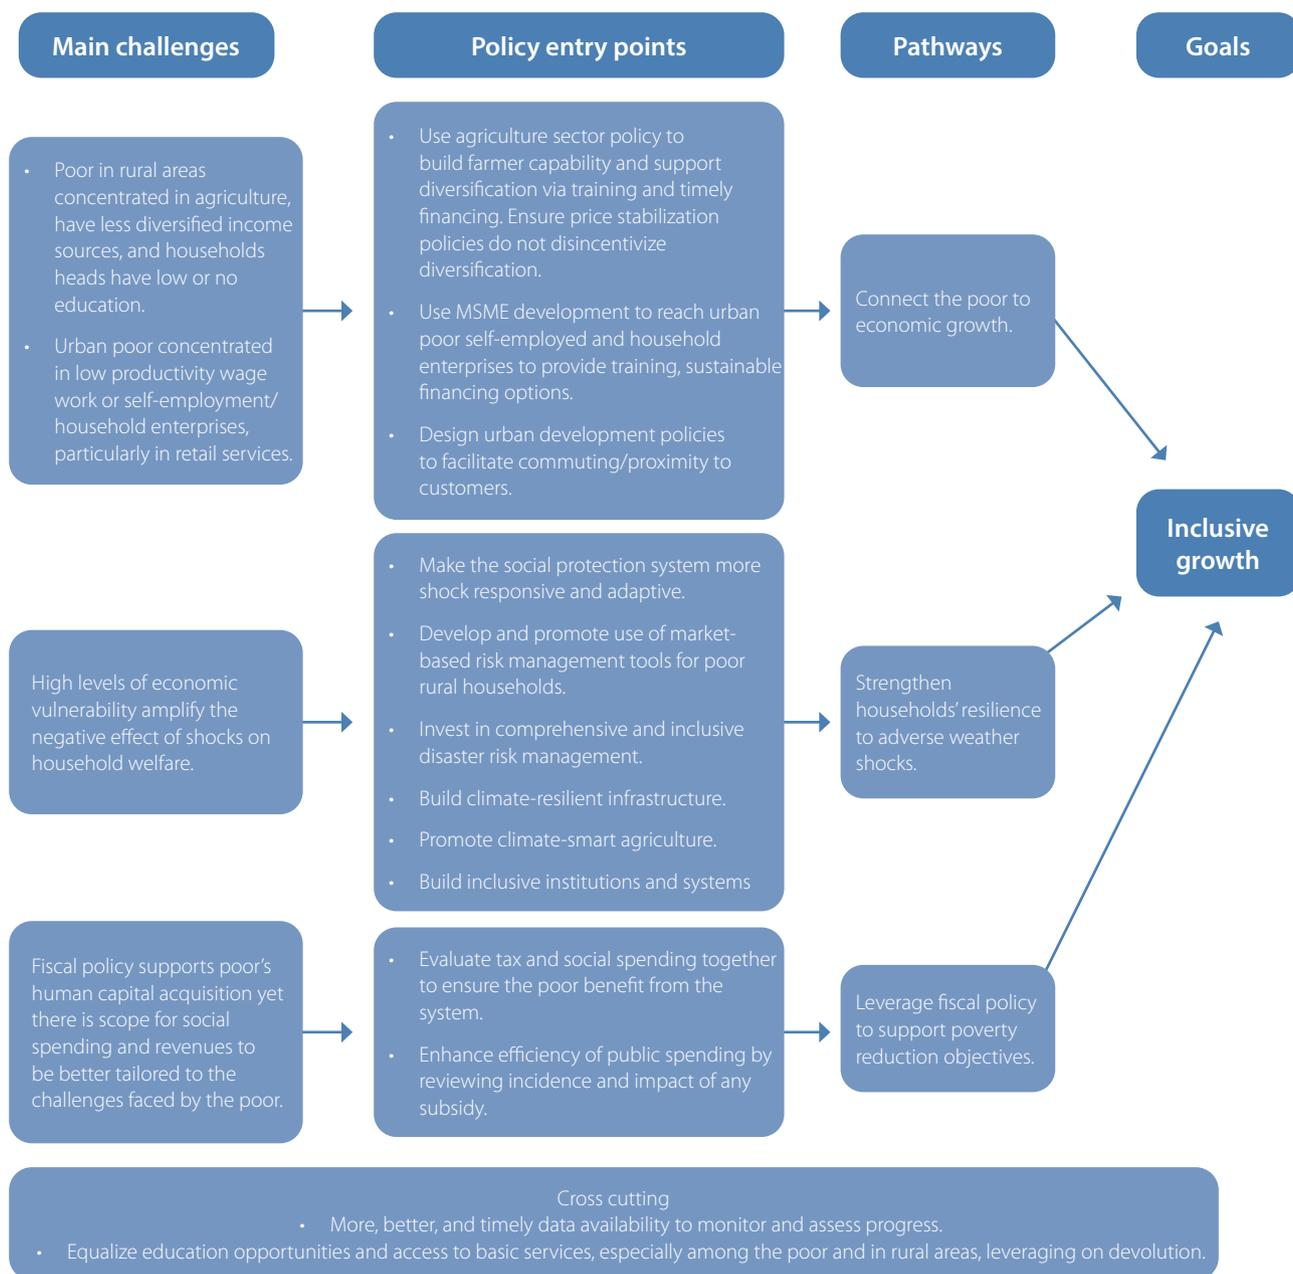 Main challenges
Policy entry points
Pathways
Goals
• Poor in rural areas
concentrated in agriculture,
have less diversified income
sources, and households
heads have low or no
education.
• Urban poor concentrated
in low productivity wage
work or self-employment/
household enterprises,
particularly in retail services.
• Use agriculture sector policy to
build farmer capability and support
diversification via training and timely
financing. Ensure price stabilization
policies do not disincentivize
diversification.
• Use MSME development to reach urban
poor self-employed and household
enterprises to provide training, sustainable
financing options.
• Design urban development policies
to facilitate commuting/proximity to
customers.
Connect the poor to
economic growth.
Inclusive
growth
High levels of economic
vulnerability amplify the
negative effect of shocks on
household welfare.
• Make the social protection system more
shock responsive and adaptive.
• Develop and promote use of market-
based risk management tools for poor
rural households.
• Invest in comprehensive and inclusive
disaster risk management.
• Build climate-resilient infrastructure.
• Promote climate-smart agriculture.
• Build inclusive institutions and systems
Strengthen
households’ resilience
to adverse weather
shocks.
Fiscal policy supports poor’s
human capital acquisition yet
there is scope for social
spending and revenues to
be better tailored to the
challenges faced by the poor.
• Evaluate tax and social spending together
to ensure the poor benefit from the
system.
• Enhance efficiency of public spending by
reviewing incidence and impact of any
subsidy.
Leverage fiscal policy
to support poverty
reduction objectives.
Cross cutting
• More, better, and timely data availability to monitor and assess progress.
• Equalize education opportunities and access to basic services, especially among the poor and in rural areas, leveraging on devolution.